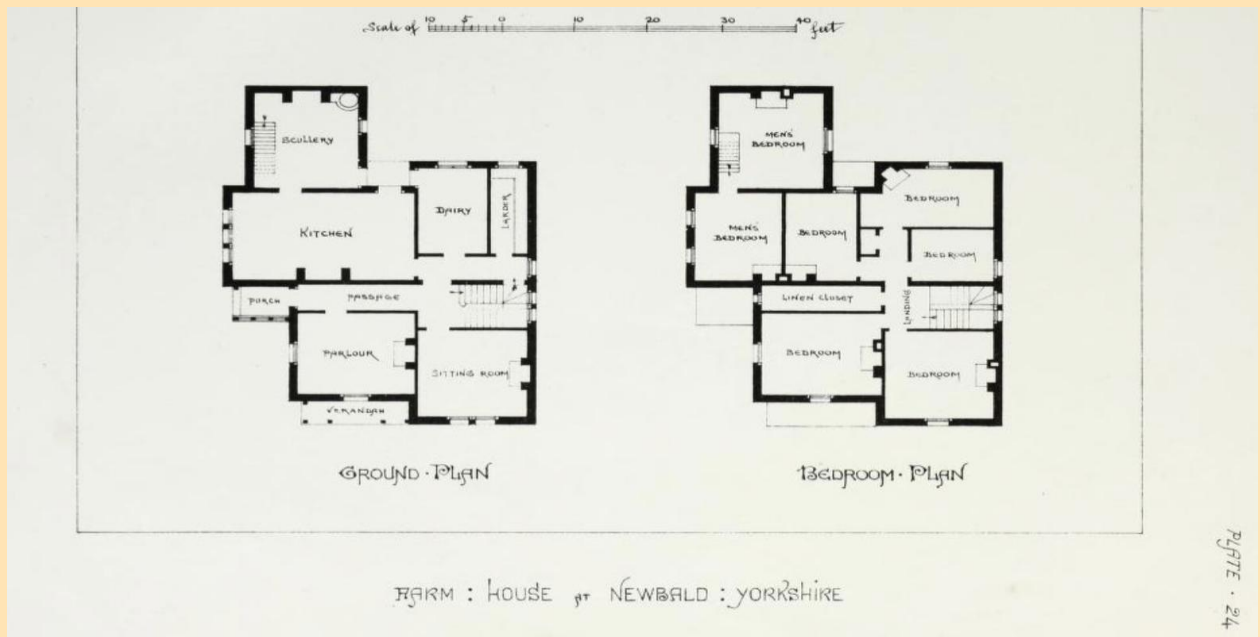 Scale of 10 5 0 10 20 30 40 feet
SCULLERY
KITCHEN
DAIRY
LARDER
PORCH
PASSAGE
PARLOUR
SITTING ROOM
VERANDAH
GROUND · PLAN
MENS' BEDROOM
MEN'S BEDROOM
BEDROOM
BEDROOM
BEDROOM
LINEN CLOSET
LANDING
BEDROOM
BEDROOM
BEDROOM · PLAN
FARM : HOUSE AT NEWBALD : YORKSHIRE
PLATE · 24